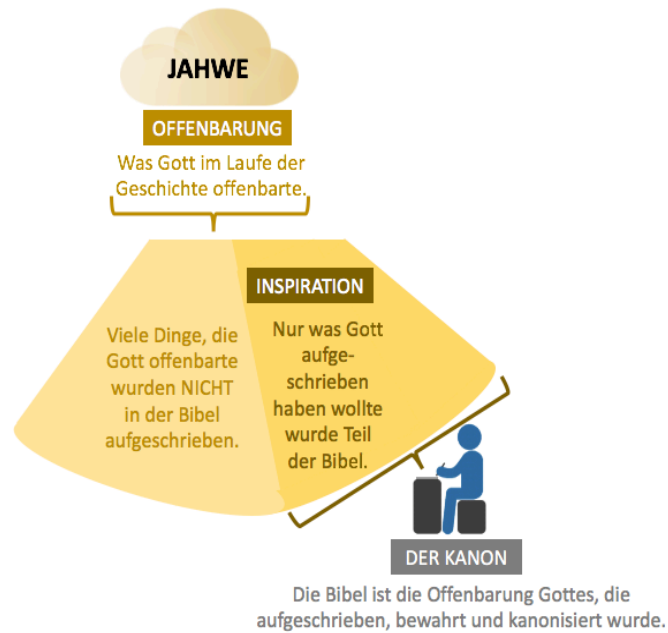 JAHWE
OFFENBARUNG
Was Gott im Laufe der
Geschichte offenbarte.
Viele Dinge, die
Gott offenbarte
wurden NICHT
in der Bibel
aufgeschrieben.
INSPIRATION
Nur was Gott
aufge-
schrieben
haben wollte
wurde Teil
der Bibel.
DER KANON
Die Bibel ist die Offenbarung Gottes, die
aufgeschrieben, bewahrt und kanonisiert wurde.